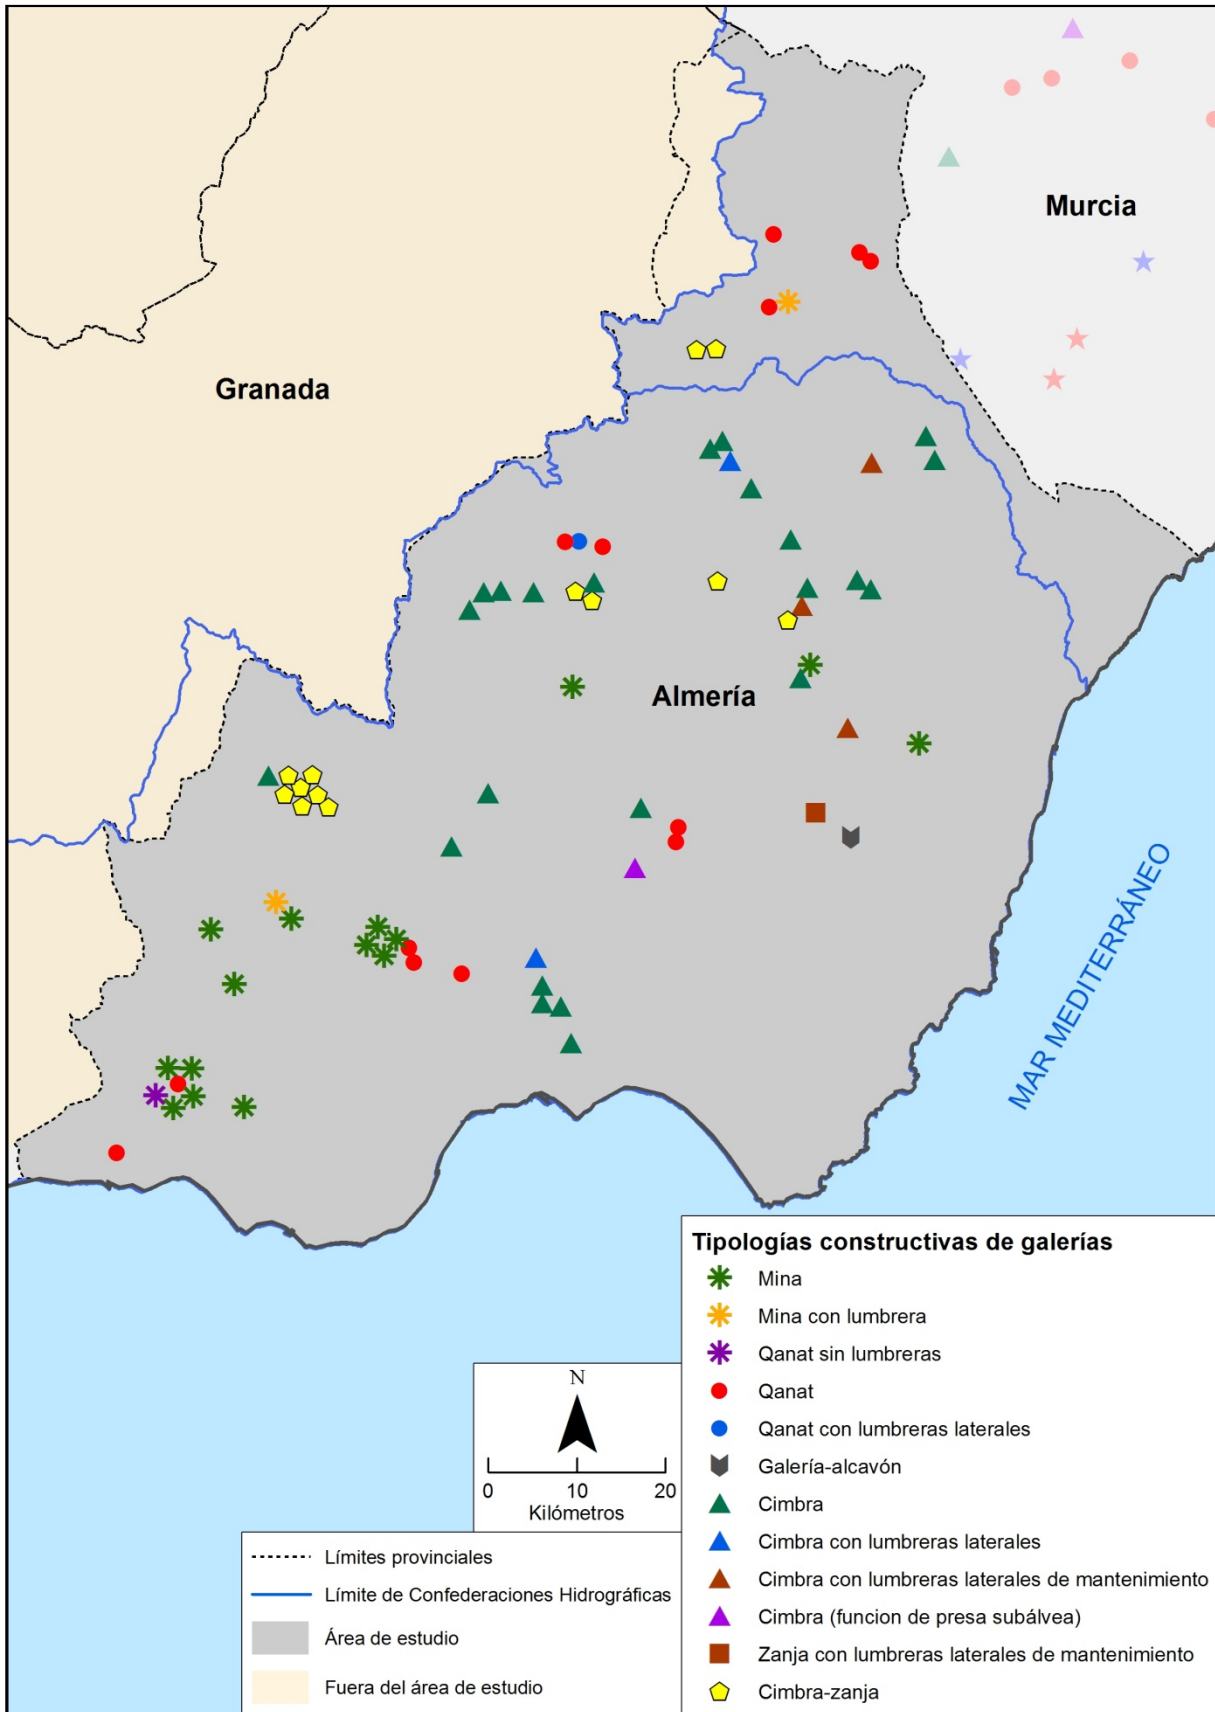 Murcia
Granada
Almería
MAR MEDITERRÁNEO
Tipologías constructivas de galerías
Mina
Mina con lumbrera
Qanat sin lumbreras
Qanat
Qanat con lumbreras laterales
Galería-alcavón
Cimbra
Cimbra con lumbreras laterales
Cimbra con lumbreras laterales de mantenimiento
Cimbra (funcion de presa subálvea)
Zanja con lumbreras laterales de mantenimiento
Cimbra-zanja
N
0 10 20
Kilómetros
Límites provinciales
Límite de Confederaciones Hidrográficas
Área de estudio
Fuera del área de estudio